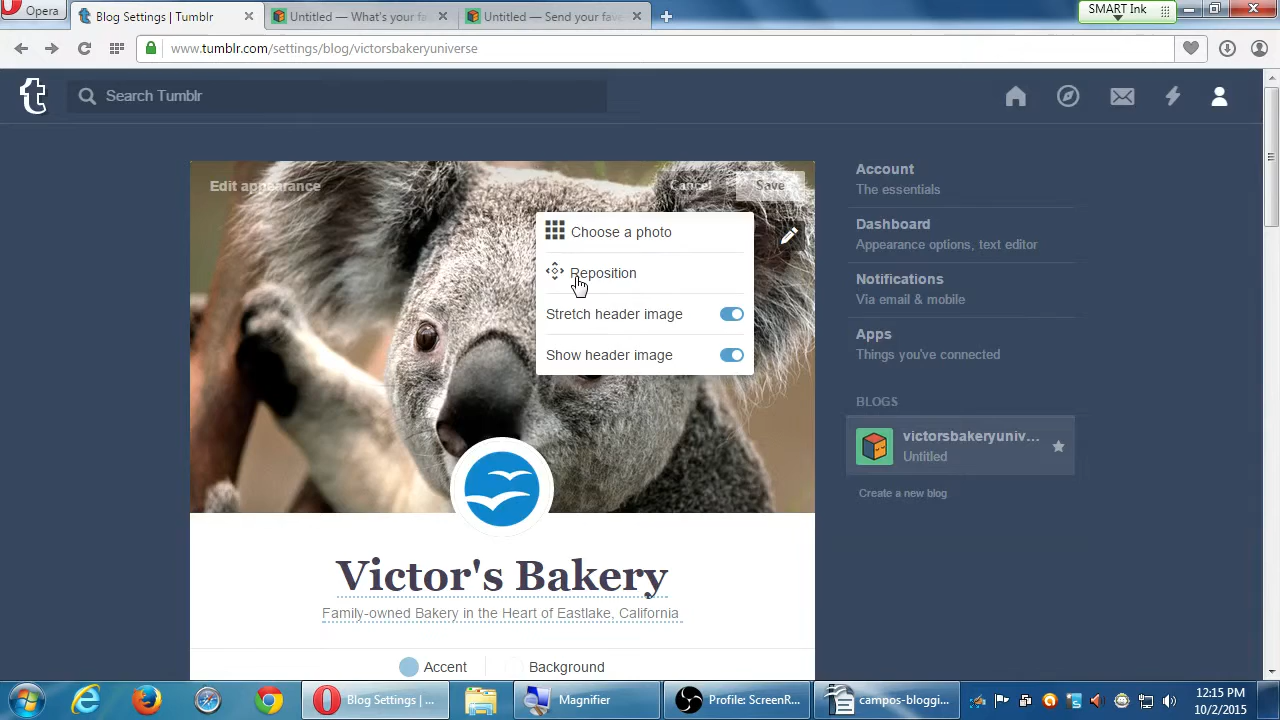 Opera
Blog Settings | Tumblr
Untitled — What's your fa
Untitled — Send your fave
SMART Ink
www.tumblr.com/settings/blog/victorsbakeryuniverse
t
Search Tumblr
Edit appearance
Cancel
Save
Choose a photo
Reposition
Stretch header image
Show header image
Account
The essentials
Dashboard
Appearance options, text editor
Notifications
Via email & mobile
Apps
Things you've connected
BLOGS
victorsbakeryuniv...
Untitled
Create a new blog
Victor's Bakery
Family-owned Bakery in the Heart of Eastlake, California
Accent
Background
Blog Settings | ...
Magnifier
Profile: ScreenR...
campos-bloggi...
12:15 PM
10/2/2015